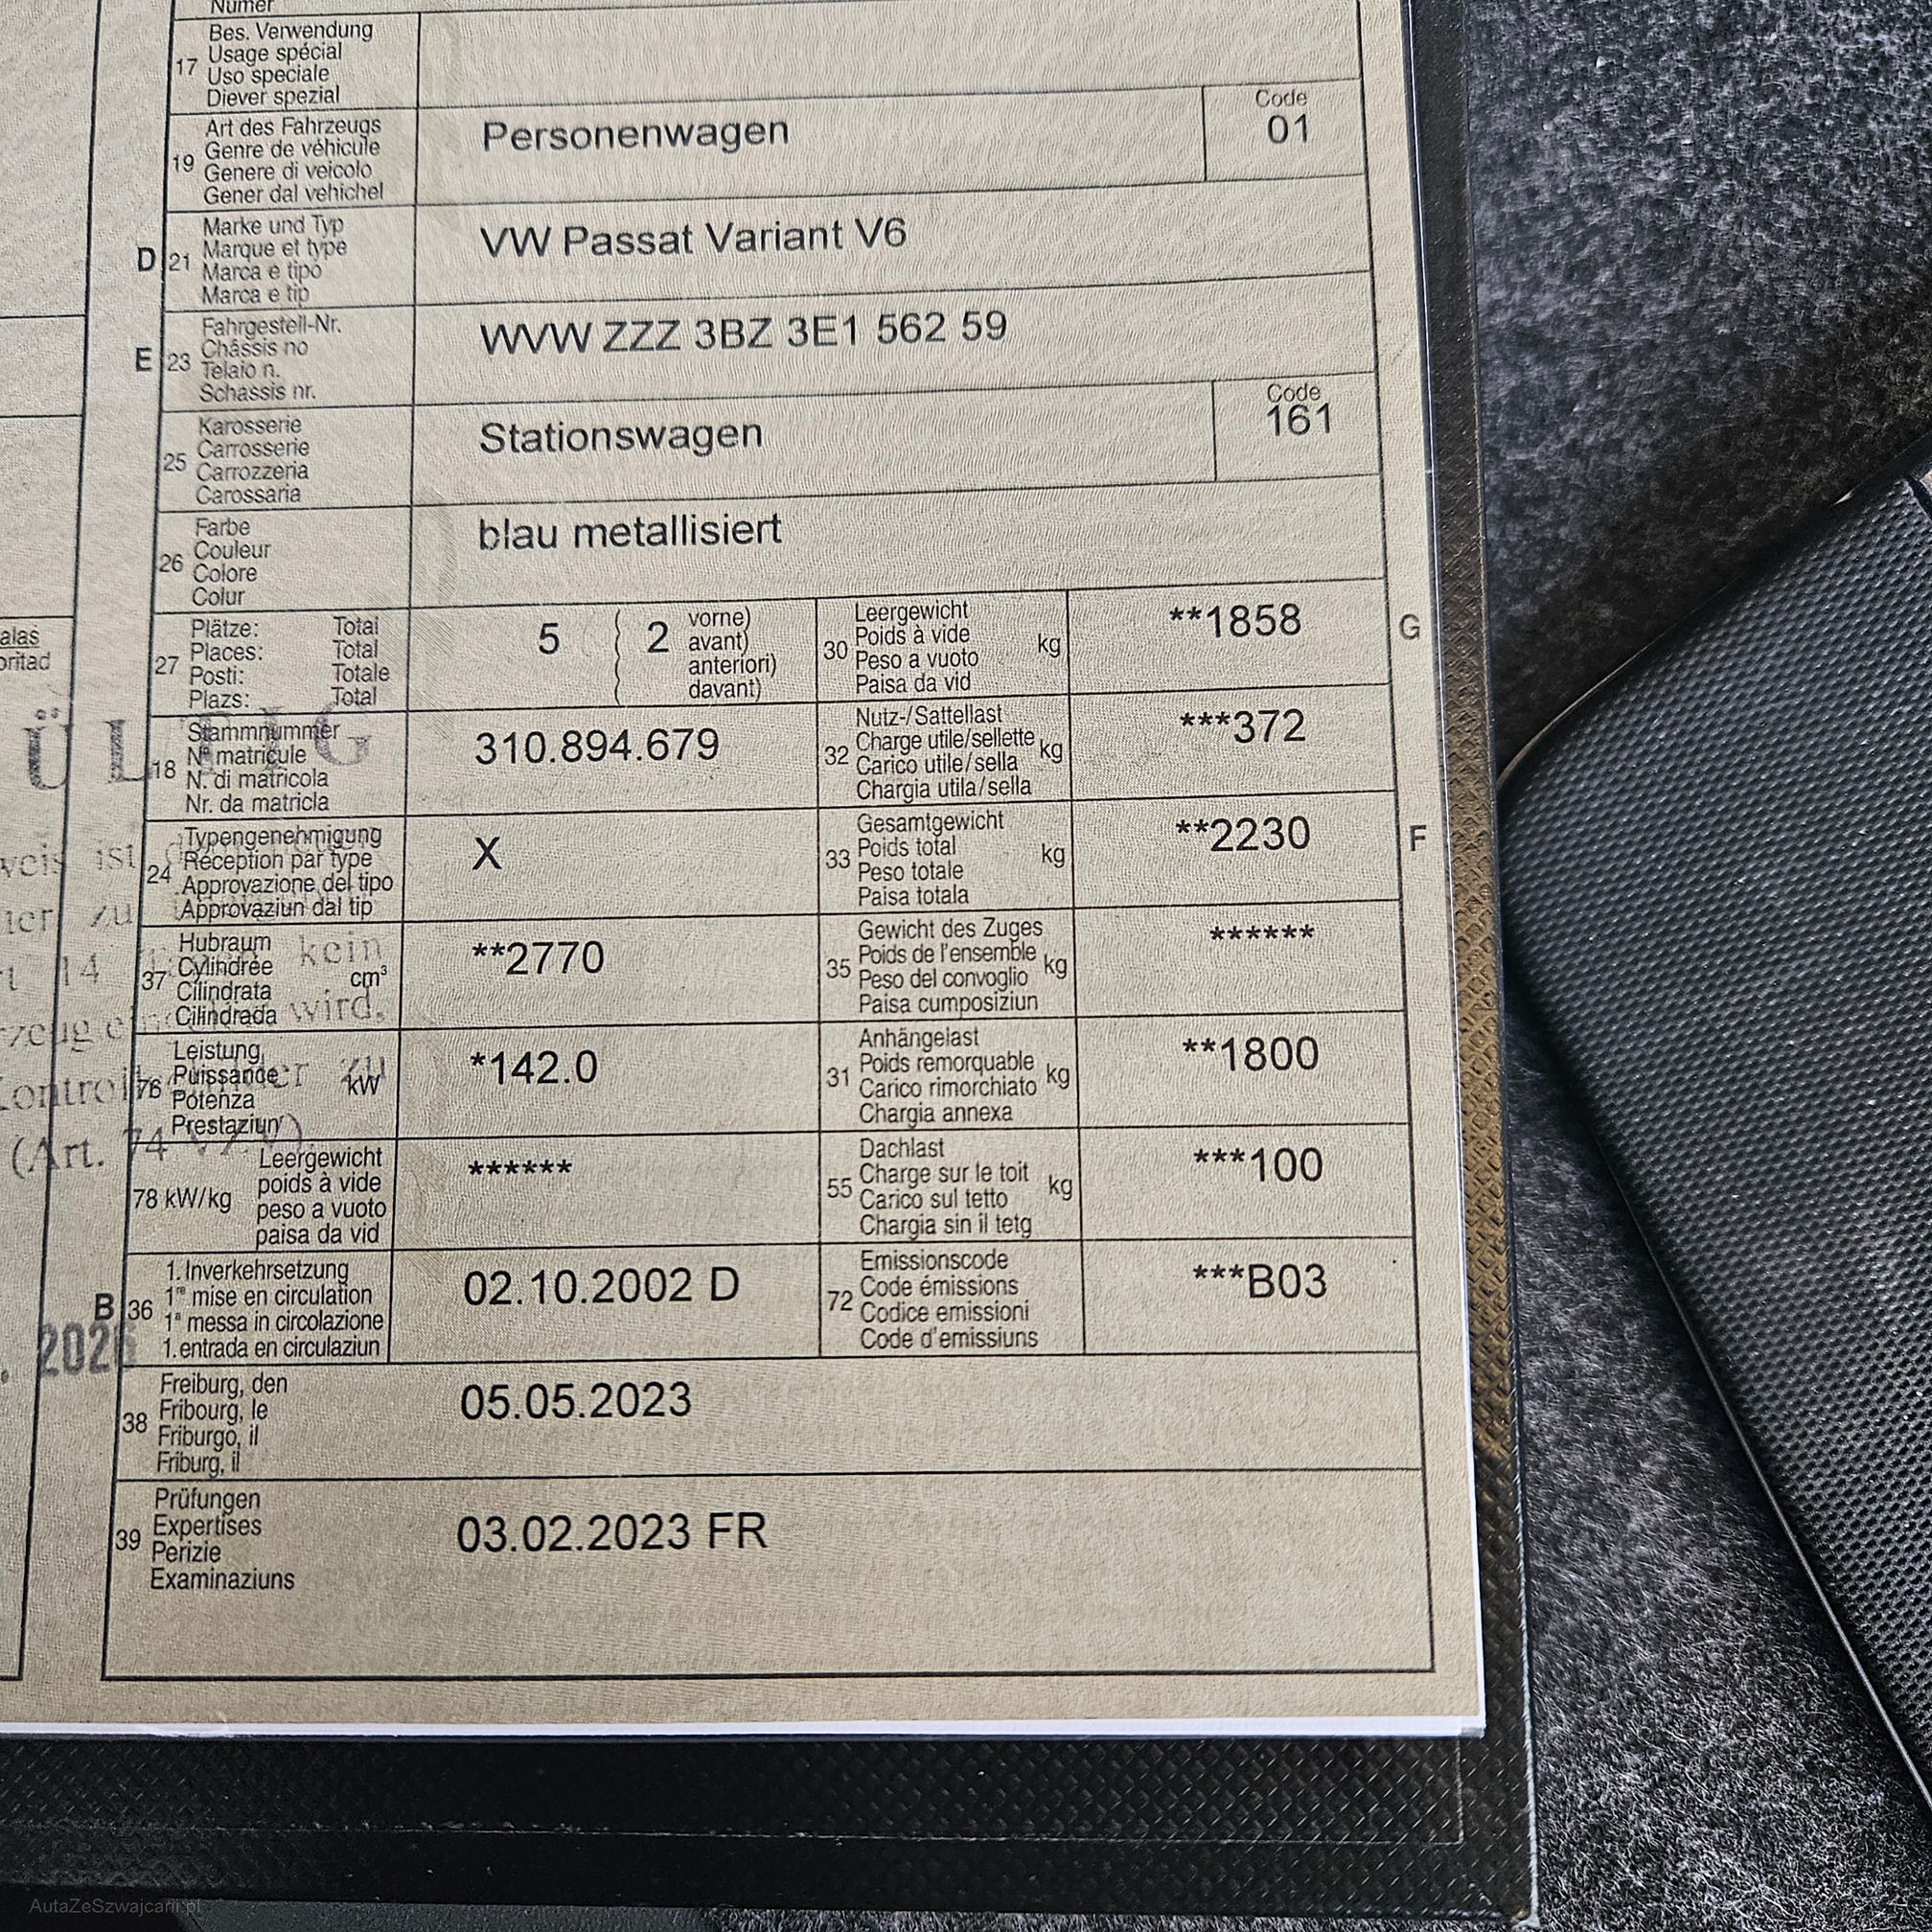 Numer
17 Bes. Verwendung
Usage spécial
Uso speciale
Diever spezial
19 Art des Fahrzeugs
Genre de véhicule
Genere di veicolo
Gener dal vehichel
Personenwagen
Code
01
D 21 Marke und Typ
Marque et type
Marca e tipo
Marca e tip
VW Passat Variant V6
E 23 Fahrgestell-Nr.
Châssis no
Telaio n.
Schassis nr.
WVW ZZZ 3BZ 3E1 562 59
25 Karosserie
Carrosserie
Carrozzeria
Carossaria
Stationswagen
Code
161
26 Farbe
Couleur
Colore
Colur
blau metallisiert
27 Plätze: Total
Places: Total
Posti: Totale
Plazs: Total
5 ( 2 vorne)
avant)
anteriori)
davant)
30 Leergewicht
Poids à vide
Peso a vuoto
Paisa da vid
kg
**1858
G
18 Stammnummer
N° matricule
N. di matricola
Nr. da matricla
310.894.679
32 Nutz-/Sattellast
Charge utile/sellette
Carico utile/sella
Chargia utila/sella
kg
***372
24 Typengenehmigung
Réception par type
Approvazione del tipo
Approvaziun dal tip
X
33 Gesamtgewicht
Poids total
Peso totale
Paisa totala
kg
**2230
F
37 Hubraum
Cylindrée
Cilindrata
Cilindrada
cm³
**2770
35 Gewicht des Zuges
Poids de l'ensemble
Peso del convoglio
Paisa cumposiziun
kg
******
76 Leistung
Puissance
Potenza
Prestaziun
kW
*142.0
31 Anhängelast
Poids remorquable
Carico rimorchiato
Chargia annexa
kg
**1800
78 kW/kg Leergewicht
poids à vide
peso a vuoto
paisa da vid
******
55 Dachlast
Charge sur le toit
Carico sul tetto
Chargia sin il tetg
kg
***100
B 36 1. Inverkehrsetzung
1re mise en circulation
1a messa in circolazione
1. entrada en circulaziun
02.10.2002 D
72 Emissionscode
Code émissions
Codice emissioni
Code d'emissiuns
***B03
38 Freiburg, den
Fribourg, le
Friburgo, il
Friburg, il
05.05.2023
39 Prüfungen
Expertises
Perizie
Examinaziuns
03.02.2023 FR
alas
oritad
ÜLTIG
weis ist
zu
14 kein
wird,
(Art. 74 VZV)
AutaZeSzwajcarii.pl